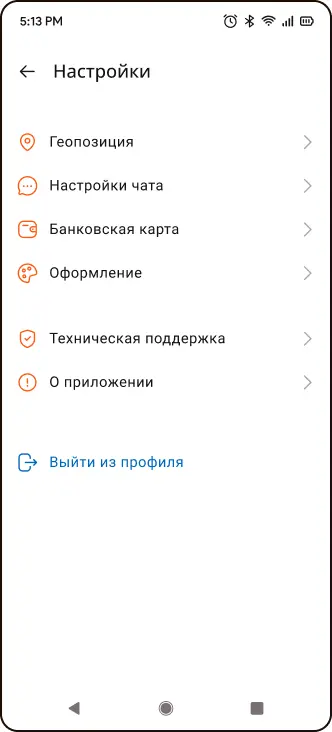 5:13 PM
Настройки
Геопозиция
Настройки чата
Банковская карта
Оформление
Техническая поддержка
О приложении
Выйти из профиля